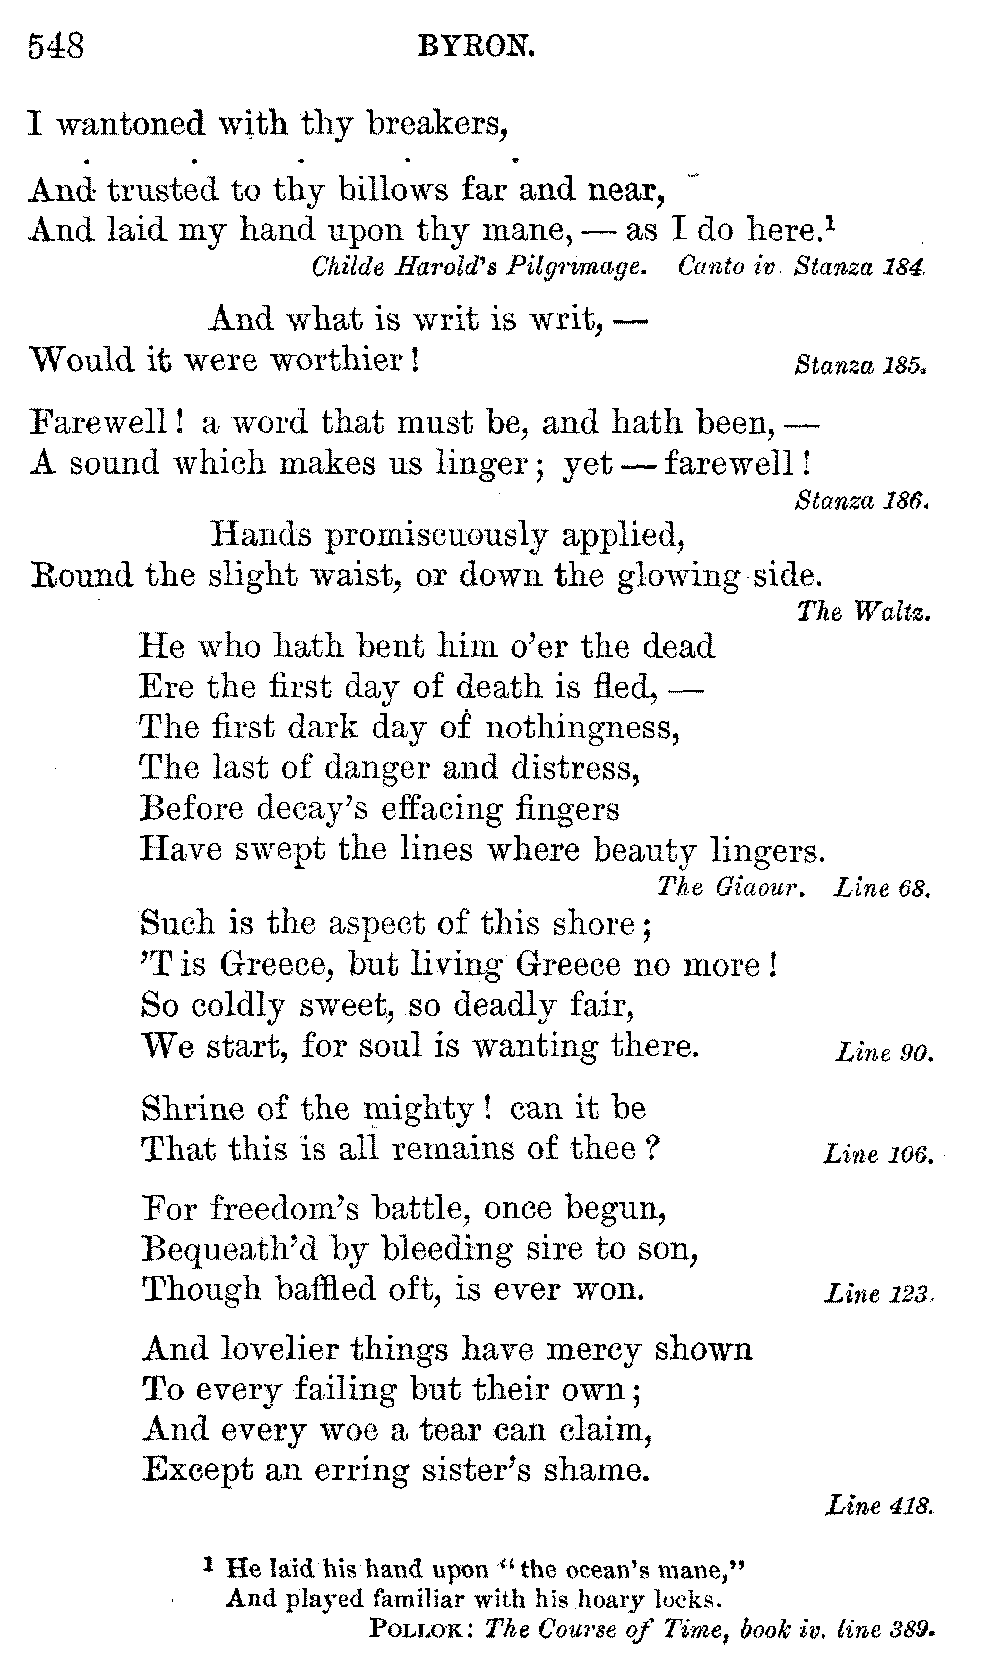 548 BYRON.
I wantoned with thy breakers,
. . . . .
And trusted to thy billows far and near,
And laid my hand upon thy mane, — as I do here.¹
Childe Harold's Pilgrimage. Canto iv. Stanza 184.
And what is writ is writ, —
Would it were worthier!
Stanza 185.
Farewell! a word that must be, and hath been, —
A sound which makes us linger; yet — farewell!
Stanza 186.
Hands promiscuously applied,
Round the slight waist, or down the glowing side.
The Waltz.
He who hath bent him o'er the dead
Ere the first day of death is fled, —
The first dark day of nothingness,
The last of danger and distress,
Before decay's effacing fingers
Have swept the lines where beauty lingers.
The Giaour. Line 68.
Such is the aspect of this shore;
'T is Greece, but living Greece no more!
So coldly sweet, so deadly fair,
We start, for soul is wanting there.
Line 90.
Shrine of the mighty! can it be
That this is all remains of thee?
Line 106.
For freedom's battle, once begun,
Bequeath'd by bleeding sire to son,
Though baffled oft, is ever won.
Line 123.
And lovelier things have mercy shown
To every failing but their own;
And every woe a tear can claim,
Except an erring sister's shame.
Line 418.
¹ He laid his hand upon "the ocean's mane,"
And played familiar with his hoary locks.
POLLOK: The Course of Time, book iv. line 389.